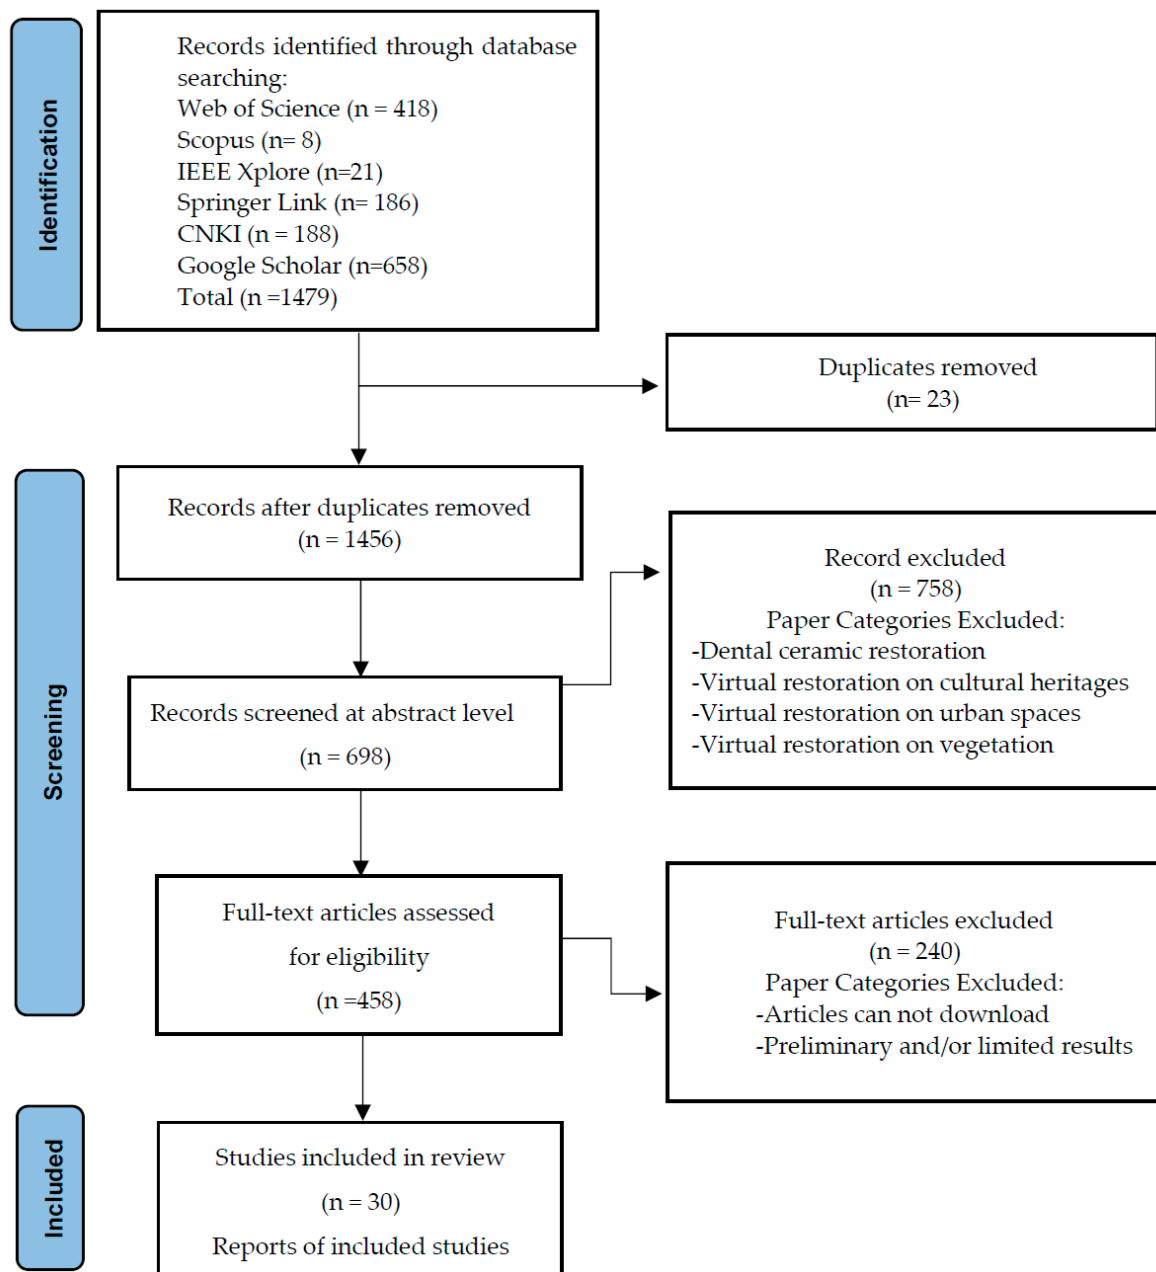 Identification
Records identified through database
searching:
Web of Science (n = 418)
Scopus (n= 8)
IEEE Xplore (n=21)
Springer Link (n= 186)
CNKI (n = 188)
Google Scholar (n=658)
Total (n =1479)
Duplicates removed
(n= 23)
Screening
Records after duplicates removed
(n = 1456)
Record excluded
(n = 758)
Paper Categories Excluded:
-Dental ceramic restoration
-Virtual restoration on cultural heritages
-Virtual restoration on urban spaces
-Virtual restoration on vegetation
Records screened at abstract level
(n = 698)
Full-text articles assessed
for eligibility
(n =458)
Full-text articles excluded
(n = 240)
Paper Categories Excluded:
-Articles can not download
-Preliminary and/or limited results
Included
Studies included in review
(n = 30)
Reports of included studies